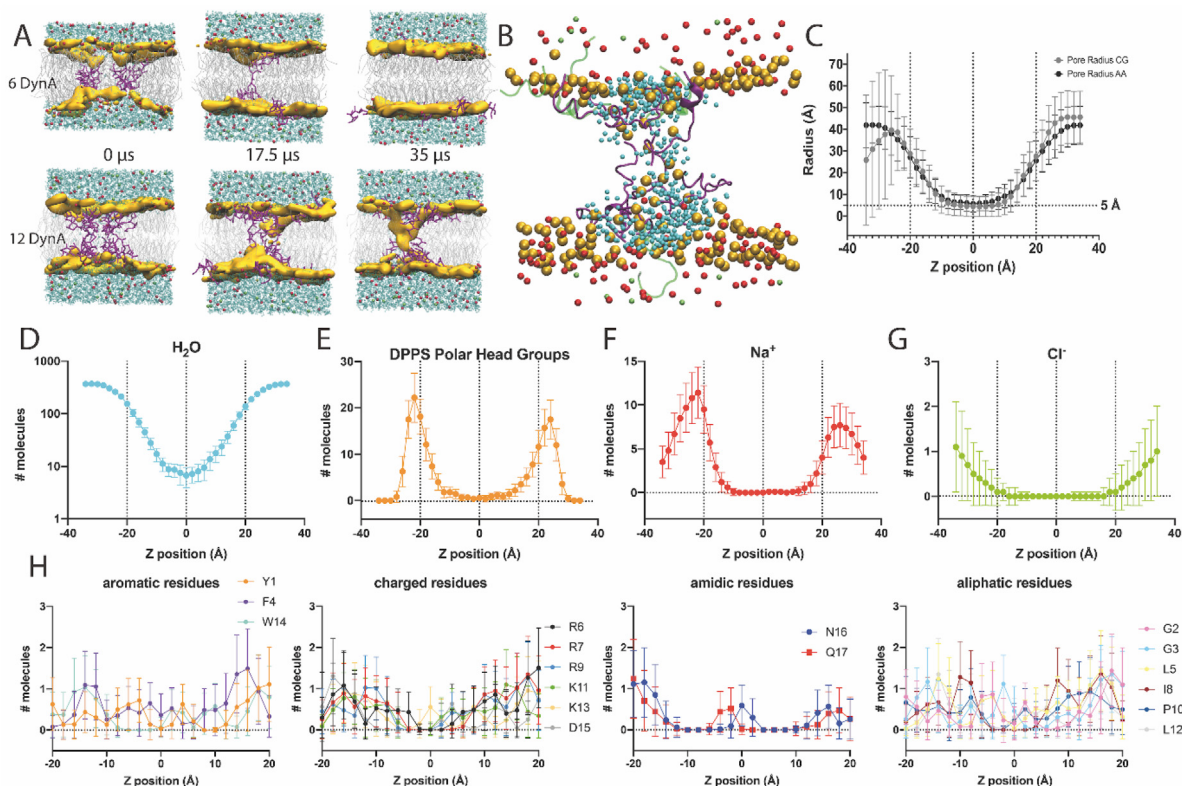 A
6 DynA
0 µs
17.5 µs
35 µs
12 DynA
B
C
Radius (Å)
70
60
50
40
30
20
10
0
Pore Radius CG
Pore Radius AA
5 Å
-40
-20
0
20
40
Z position (Å)
D
H₂O
# molecules
1000
100
10
1
-40
-20
0
20
40
Z position (Å)
E
DPPS Polar Head Groups
# molecules
30
20
10
0
-40
-20
0
20
40
Z position (Å)
F
Na⁺
# molecules
15
10
5
0
-40
-20
0
20
40
Z position (Å)
G
Cl⁻
# molecules
3
2
1
0
-40
-20
0
20
40
Z position (Å)
H
aromatic residues
Y1
F4
W14
# molecules
3
2
1
0
-20
-10
0
10
20
Z position (Å)
charged residues
R6
R7
R9
K11
K13
D15
# molecules
3
2
1
0
-20
-10
0
10
20
Z position (Å)
amidic residues
N16
Q17
# molecules
3
2
1
0
-20
-10
0
10
20
Z position (Å)
aliphatic residues
G2
G3
L5
I8
P10
L12
# molecules
3
2
1
0
-20
-10
0
10
20
Z position (Å)